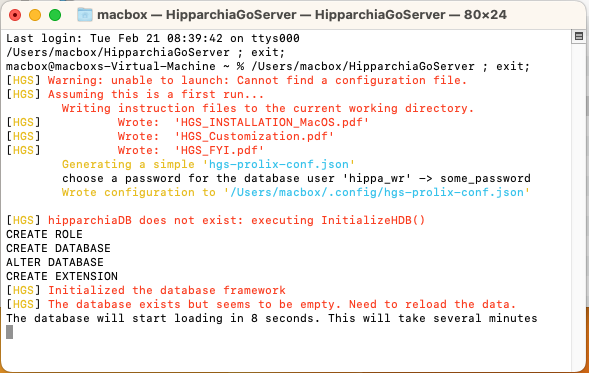 macbox — HipparchiaGoServer — HipparchiaGoServer — 80×24
Last login: Tue Feb 21 08:39:42 on ttys000
/Users/macbox/HipparchiaGoServer ; exit;
macbox@macboxs-Virtual-Machine ~ % /Users/macbox/HipparchiaGoServer ; exit;
[HGS] Warning: unable to launch: Cannot find a configuration file.
[HGS] Assuming this is a first run...
Writing instruction files to the current working directory.
[HGS] Wrote: 'HGS_INSTALLATION_MacOS.pdf'
[HGS] Wrote: 'HGS_Customization.pdf'
[HGS] Wrote: 'HGS_FYI.pdf'
Generating a simple 'hgs-prolix-conf.json'
choose a password for the database user 'hippa_wr' -> some_password
Wrote configuration to '/Users/macbox/.config/hgs-prolix-conf.json'
[HGS] hipparchiaDB does not exist: executing InitializeHDB()
CREATE ROLE
CREATE DATABASE
ALTER DATABASE
CREATE EXTENSION
[HGS] Initialized the database framework
[HGS] The database exists but seems to be empty. Need to reload the data.
The database will start loading in 8 seconds. This will take several minutes